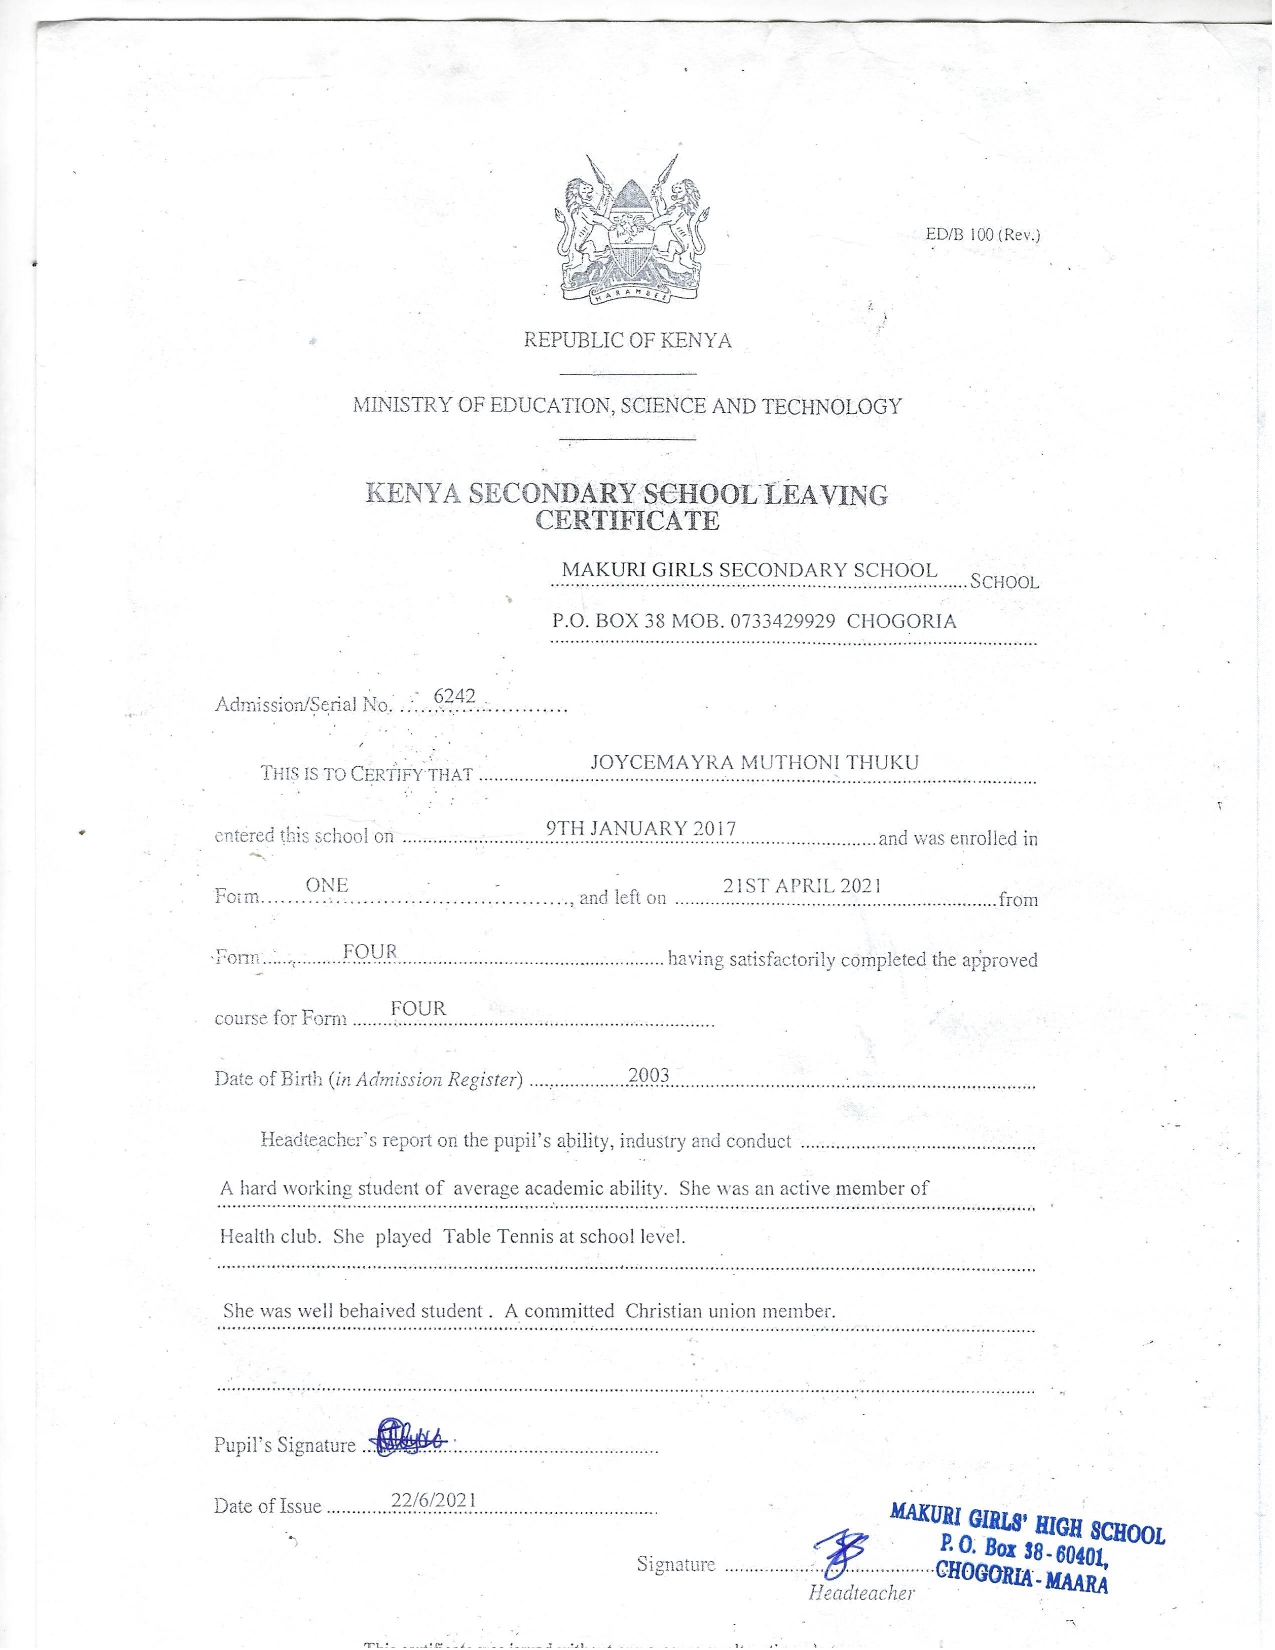 HARAMBEE
ED/B 100 (Rev.)
REPUBLIC OF KENYA
MINISTRY OF EDUCATION, SCIENCE AND TECHNOLOGY
KENYA SECONDARY SCHOOL LEAVING
CERTIFICATE
MAKURI GIRLS SECONDARY SCHOOL SCHOOL
P.O. BOX 38 MOB. 0733429929 CHOGORIA
Admission/Serial No. 6242
THIS IS TO CERTIFY THAT JOYCEMAYRA MUTHONI THUKU
entered this school on 9TH JANUARY 2017 and was enrolled in
Form ONE, and left on 21ST APRIL 2021 from
Form FOUR having satisfactorily completed the approved
course for Form FOUR
Date of Birth (in Admission Register) 2003
Headteacher's report on the pupil's ability, industry and conduct
A hard working student of average academic ability. She was an active member of
Health club. She played Table Tennis at school level.
She was well behaived student . A committed Christian union member.
Pupil's Signature
Date of Issue 22/6/2021
MAKURI GIRLS' HIGH SCHOOL
P. O. Box 38-60401,
CHOGORIA - MAARA
Signature
Headteacher